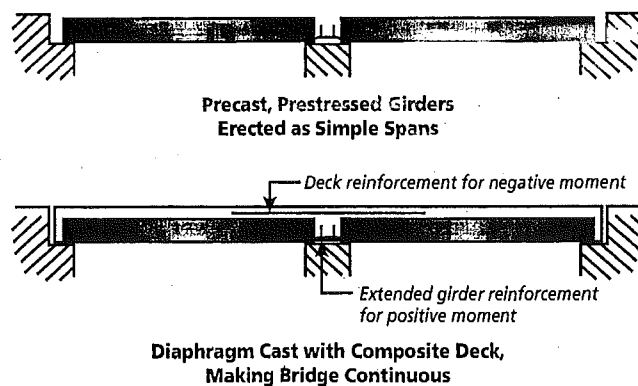 Precast, Prestressed Girders
Erected as Simple Spans
Deck reinforcement for negative moment
Extended girder reinforcement
for positive moment
Diaphragm Cast with Composite Deck,
Making Bridge Continuous